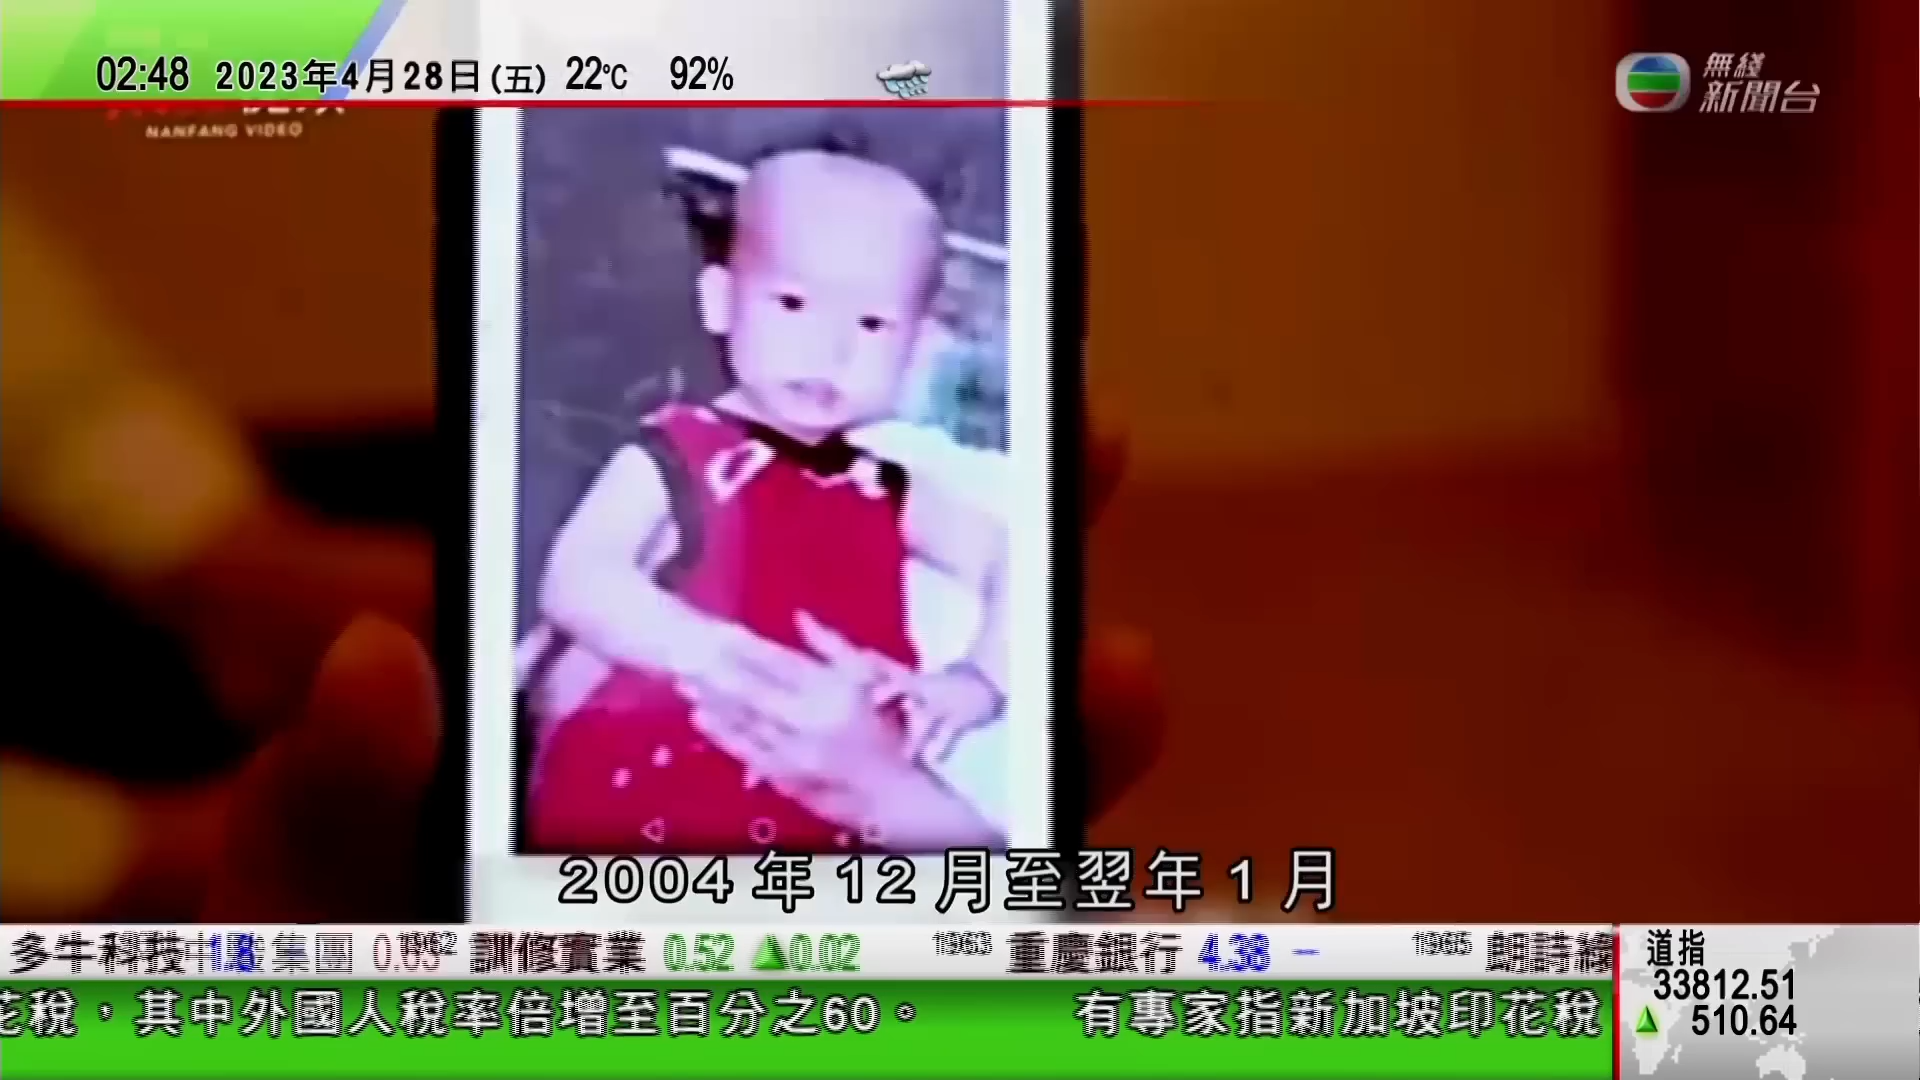 02:48 2023年4月28日(五) 22℃ 92%
無綫
新聞台
NANFANG VIDEO
2004年12月至翌年1月
多牛科技 訓修實業 0.52 ▲0.02 1963 重慶銀行 4.38 – 1965 朗詩綠
道指
33812.51
▲ 510.64
花稅，其中外國人稅率倍增至百分之60。 有專家指新加坡印花稅